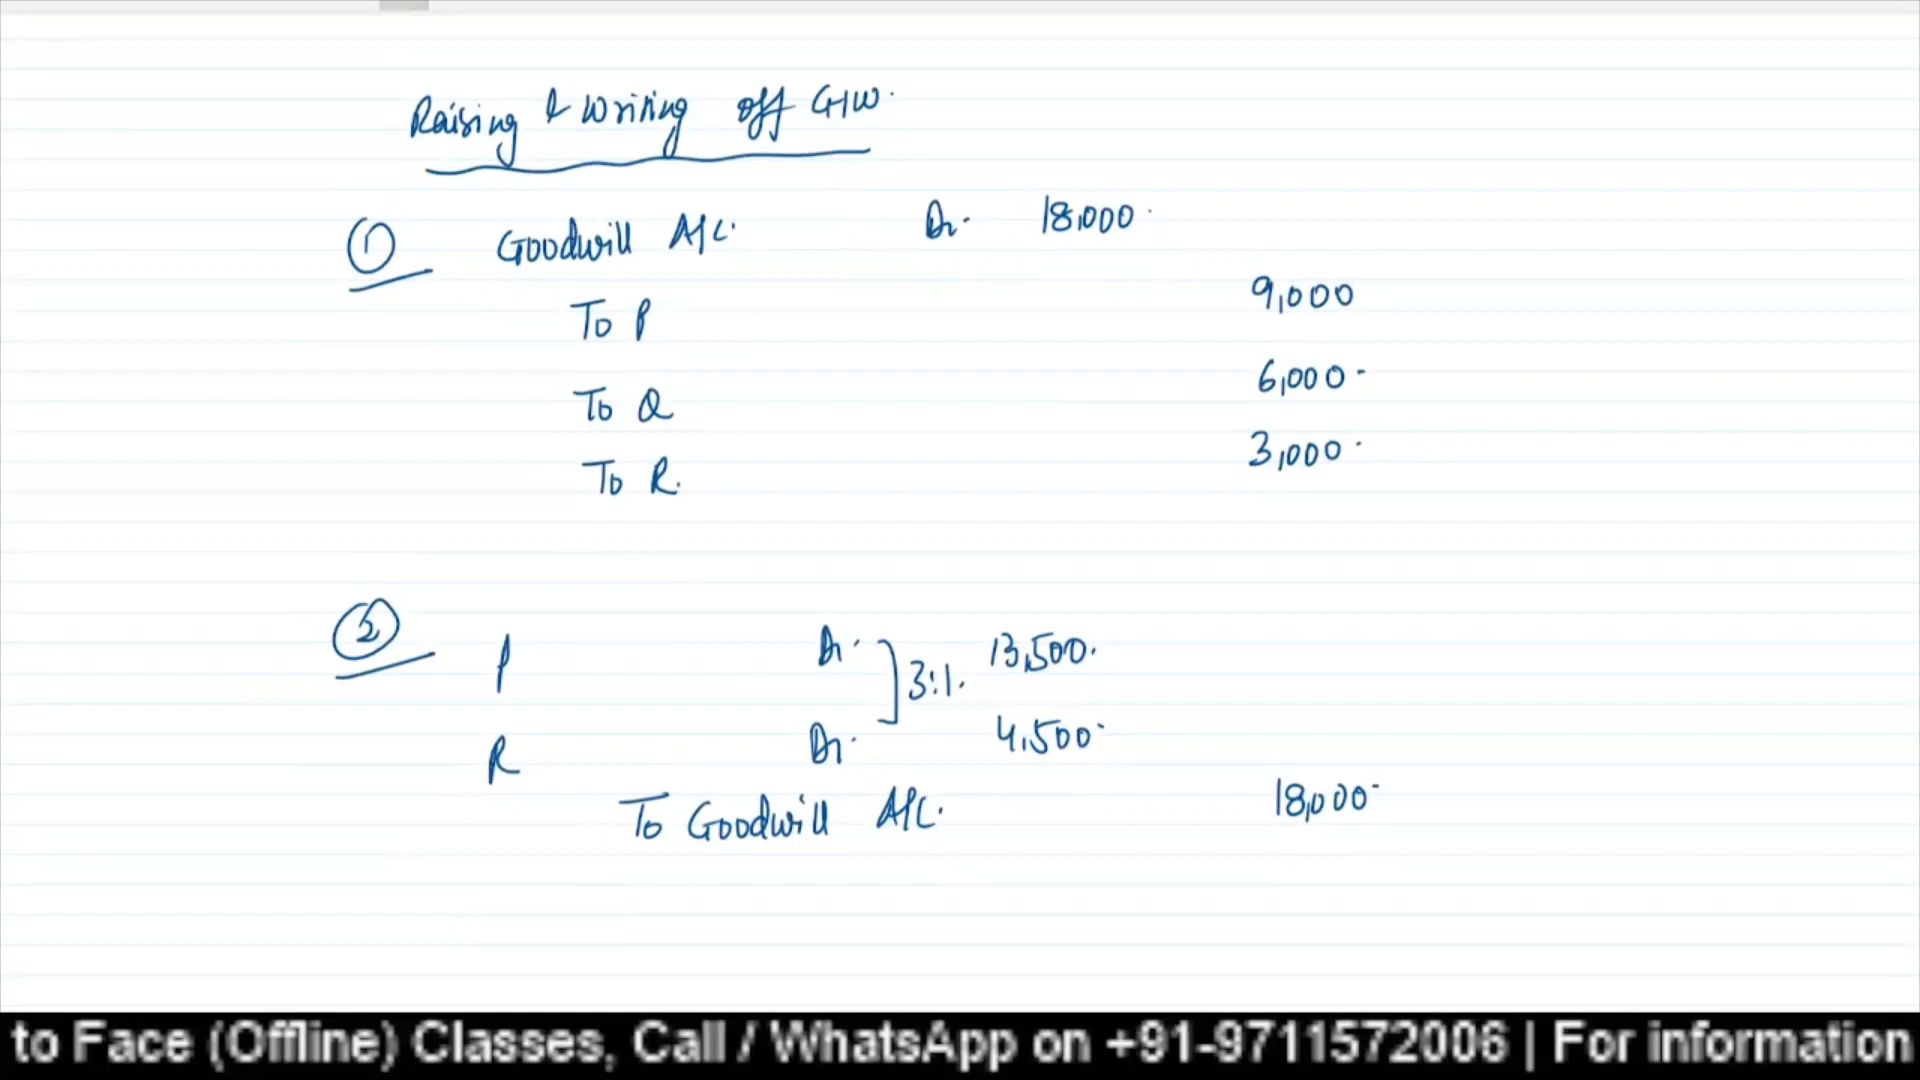 Raising & Writing off G/W.
① Goodwill A/c. Dr. 18,000
To P 9,000
To Q 6,000
To R. 3,000
② P Dr. 3:1. 13,500.
R Dr. 4,500
To Goodwill A/c. 18,000
to Face (Offline) Classes, Call / WhatsApp on +91-9711572006 | For information